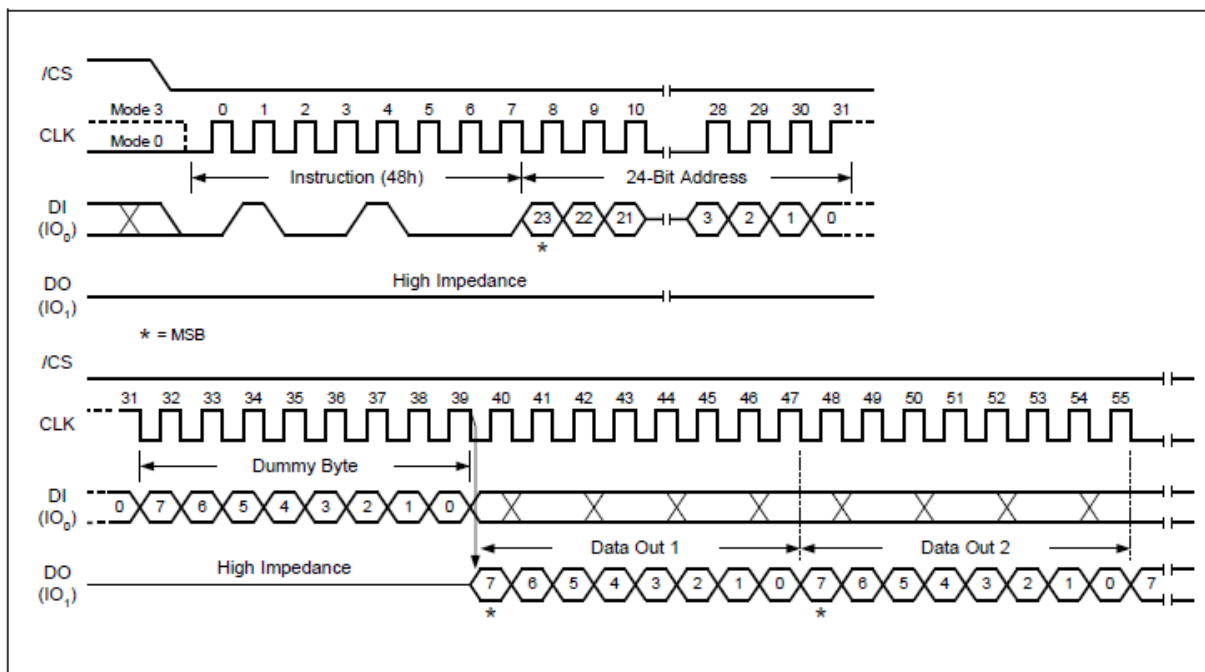 /CS
Mode 3 0 1 2 3 4 5 6 7 8 9 10 28 29 30 31
CLK Mode 0
Instruction (48h) 24-Bit Address
DI
(IO0) 23 22 21 3 2 1 0
*
DO High Impedance
(IO1)
* = MSB
/CS
31 32 33 34 35 36 37 38 39 40 41 42 43 44 45 46 47 48 49 50 51 52 53 54 55
CLK
Dummy Byte
DI
(IO0) 0 7 6 5 4 3 2 1 0
Data Out 1 Data Out 2
DO High Impedance
(IO1) 7 6 5 4 3 2 1 0 7 6 5 4 3 2 1 0 7
* *